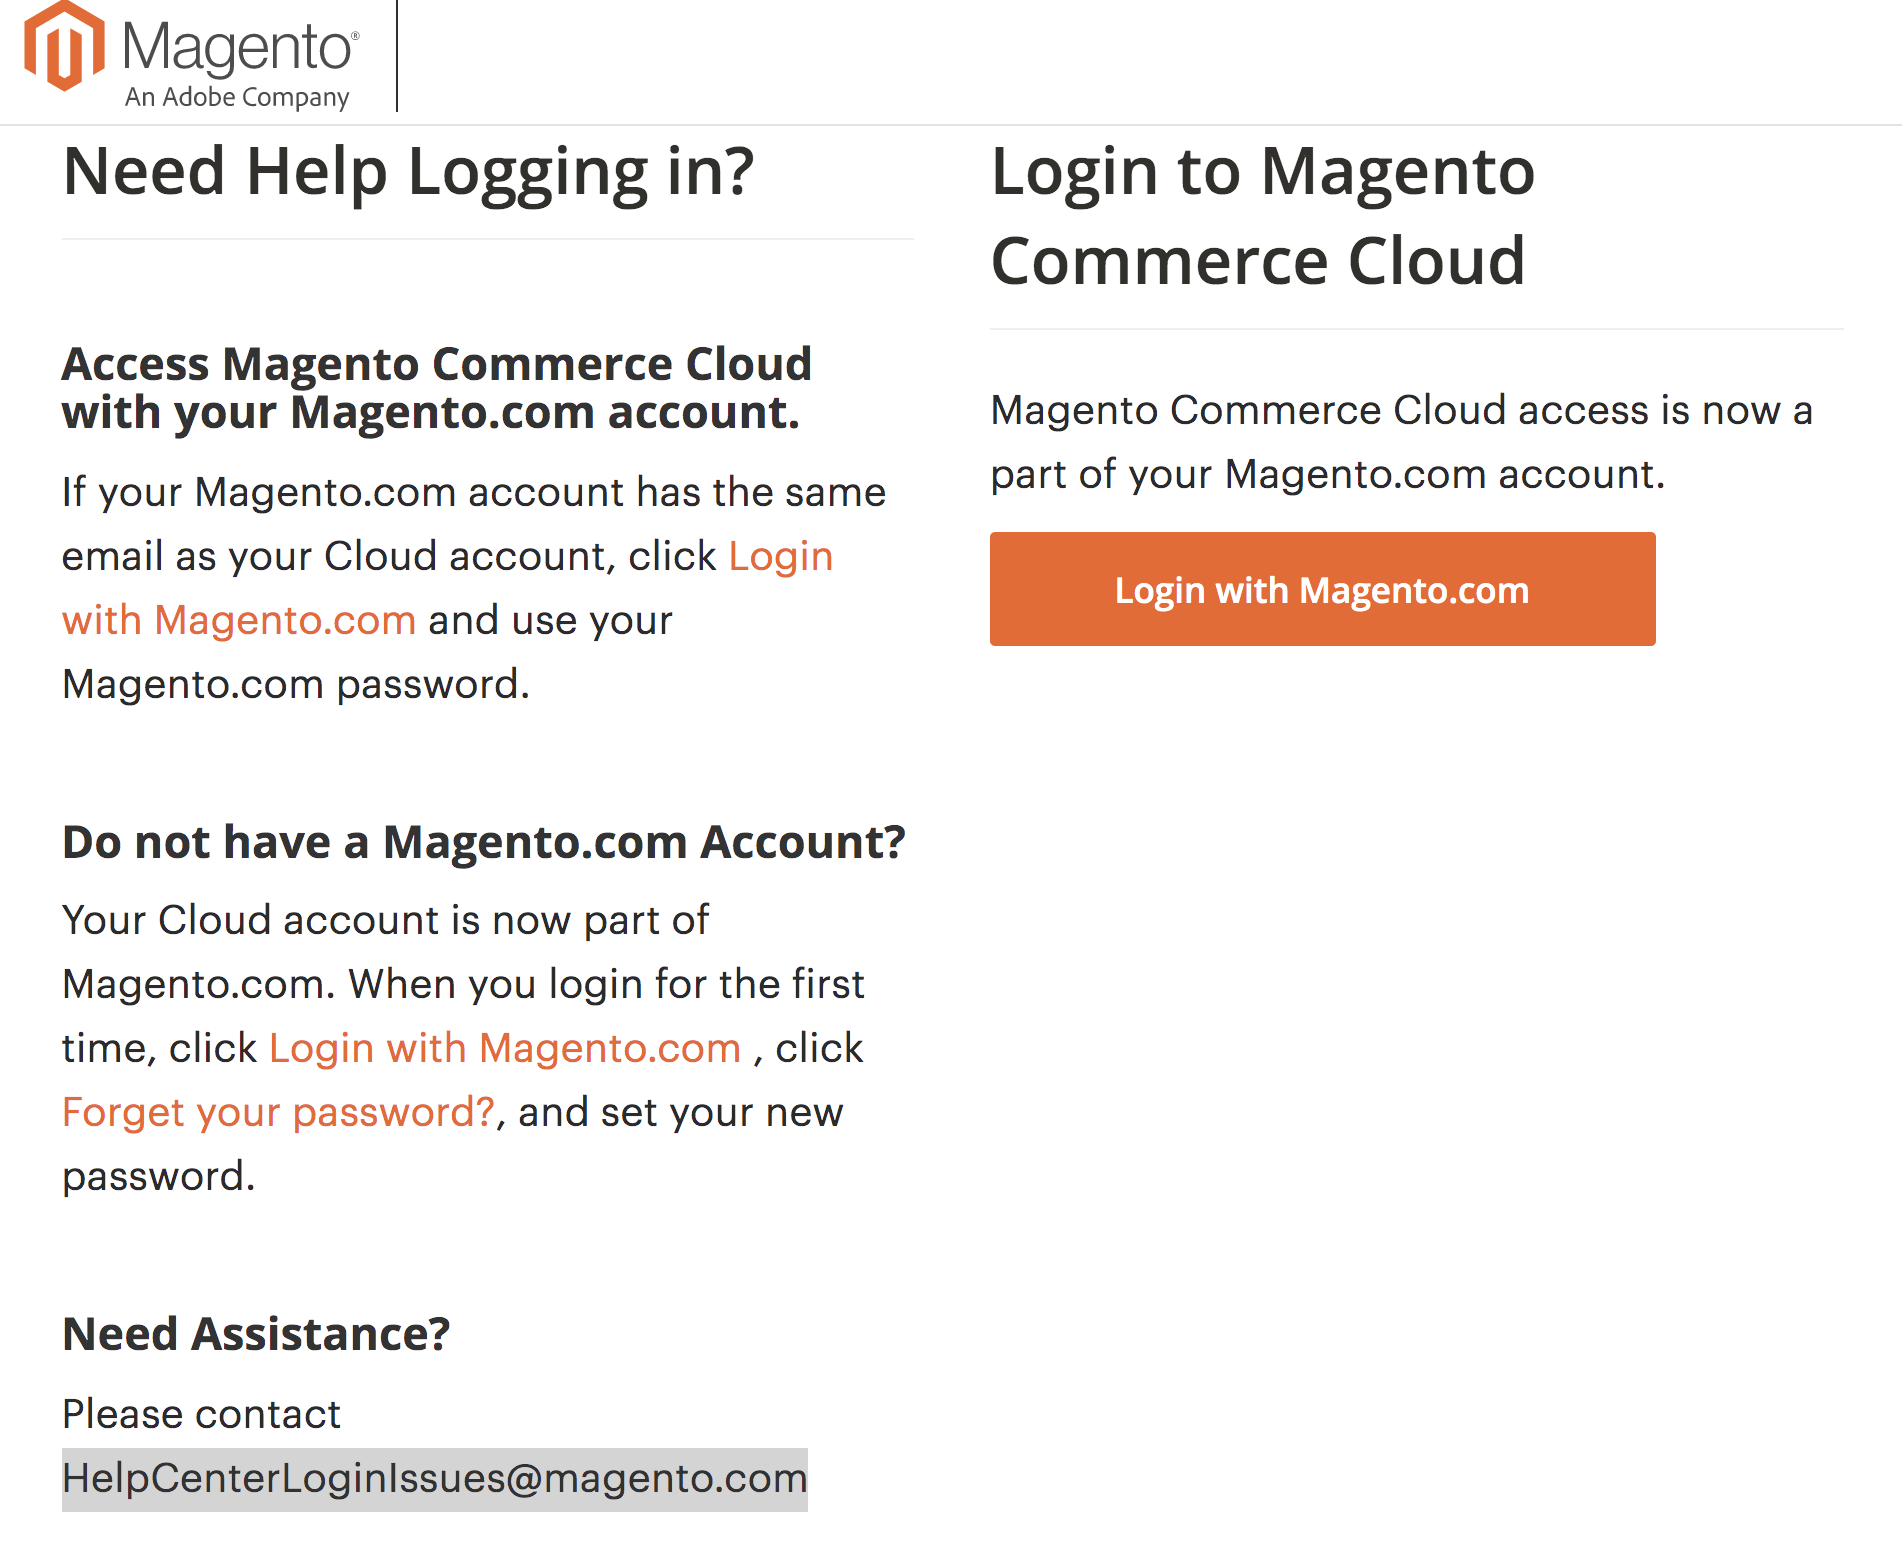 Magento®
An Adobe Company
Need Help Logging in?
Access Magento Commerce Cloud
with your Magento.com account.
If your Magento.com account has the same
email as your Cloud account, click Login
with Magento.com and use your
Magento.com password.
Do not have a Magento.com Account?
Your Cloud account is now part of
Magento.com. When you login for the first
time, click Login with Magento.com , click
Forget your password?, and set your new
password.
Need Assistance?
Please contact
HelpCenterLoginIssues@magento.com
Login to Magento
Commerce Cloud
Magento Commerce Cloud access is now a
part of your Magento.com account.
Login with Magento.com